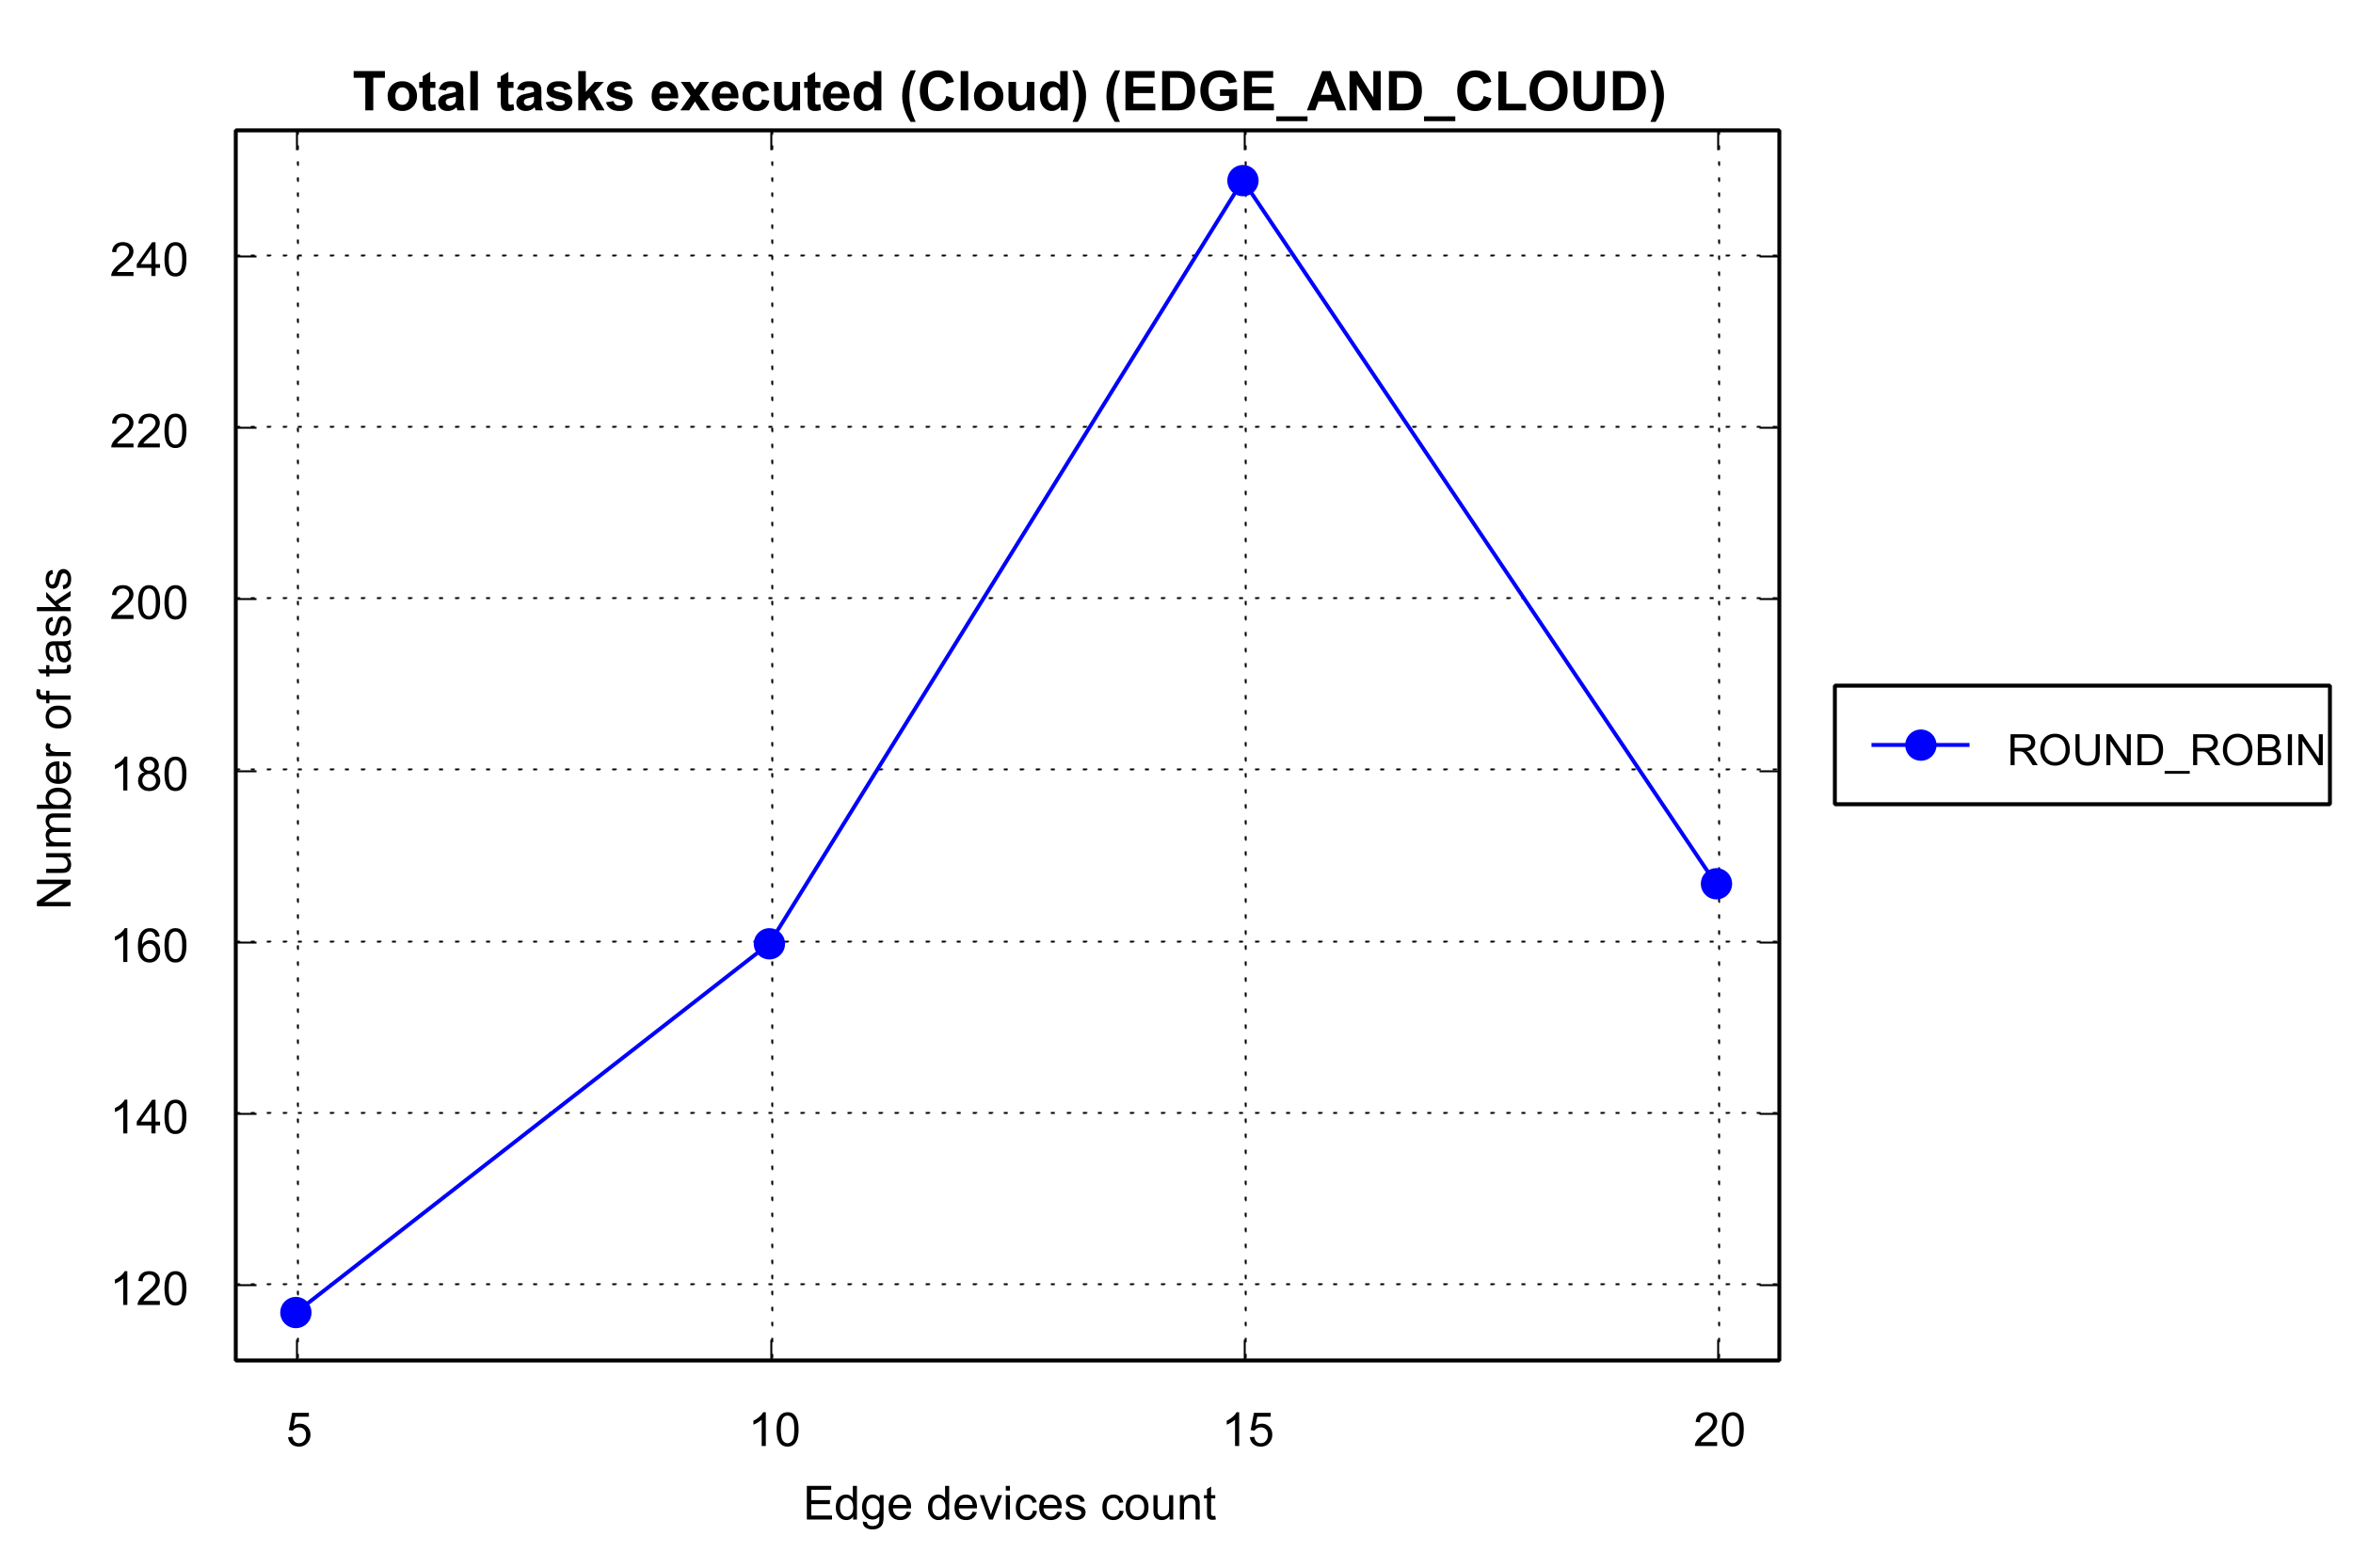 Total tasks executed (Cloud) (EDGE_AND_CLOUD)
240
220
200
180
160
140
120
Number of tasks
5 10 15 20
Edge devices count
ROUND_ROBIN